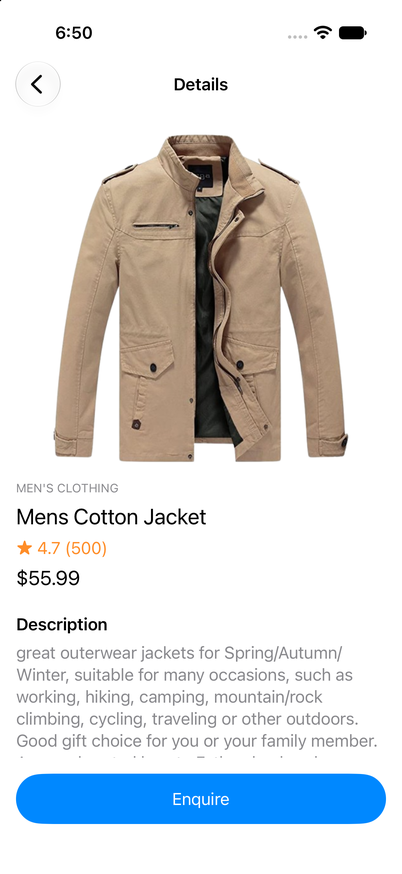 6:50
Details
MEN'S CLOTHING
Mens Cotton Jacket
★ 4.7 (500)
$55.99
Description
great outerwear jackets for Spring/Autumn/
Winter, suitable for many occasions, such as
working, hiking, camping, mountain/rock
climbing, cycling, traveling or other outdoors.
Good gift choice for you or your family member.
Enquire